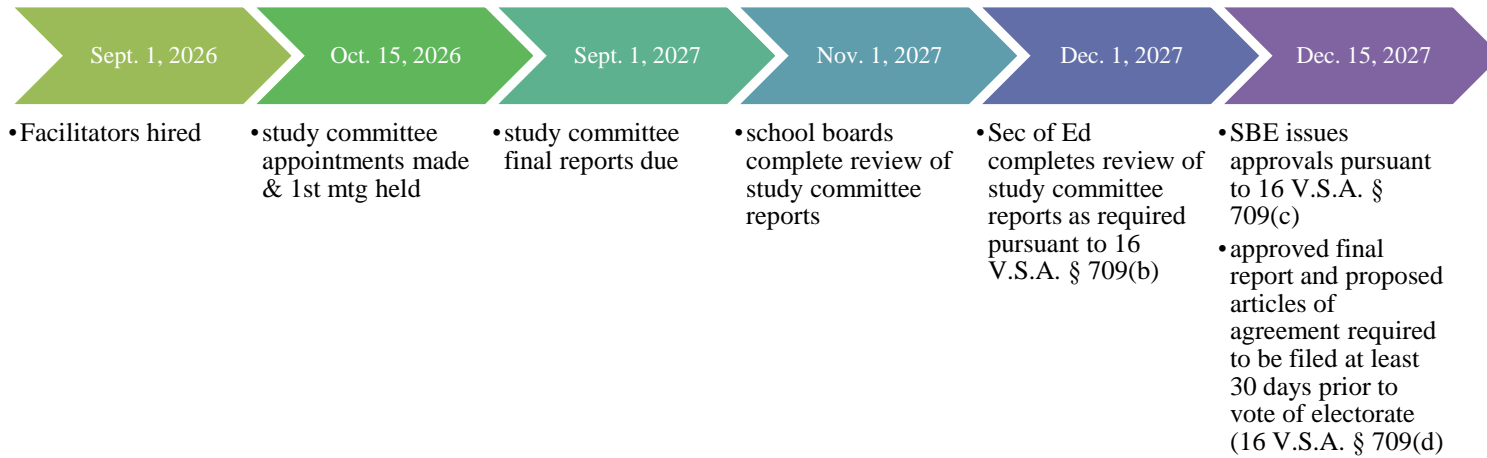 Sept. 1, 2026
Oct. 15, 2026
Sept. 1, 2027
Nov. 1, 2027
Dec. 1, 2027
Dec. 15, 2027
•Facilitators hired
•study committee
appointments made
& 1st mtg held
•study committee
final reports due
•school boards
complete review of
study committee
reports
•Sec of Ed
completes review of
study committee
reports as required
pursuant to 16
V.S.A. § 709(b)
•SBE issues
approvals pursuant
to 16 V.S.A. §
709(c)
•approved final
report and proposed
articles of
agreement required
to be filed at least
30 days prior to
vote of electorate
(16 V.S.A. § 709(d)